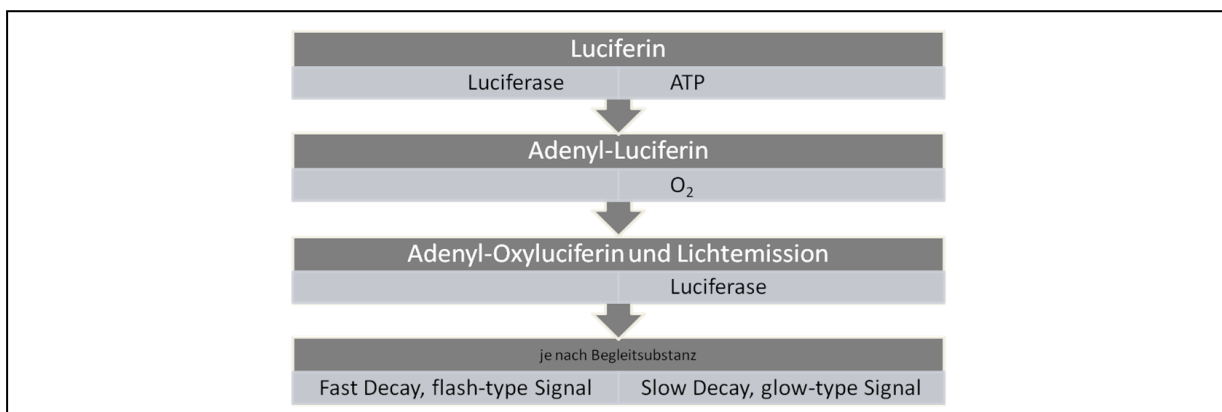 Luciferin
Luciferase ATP
Adenyl-Luciferin
O₂
Adenyl-Oxyluciferin und Lichtemission
Luciferase
je nach Begleitsubstanz
Fast Decay, flash-type Signal Slow Decay, glow-type Signal